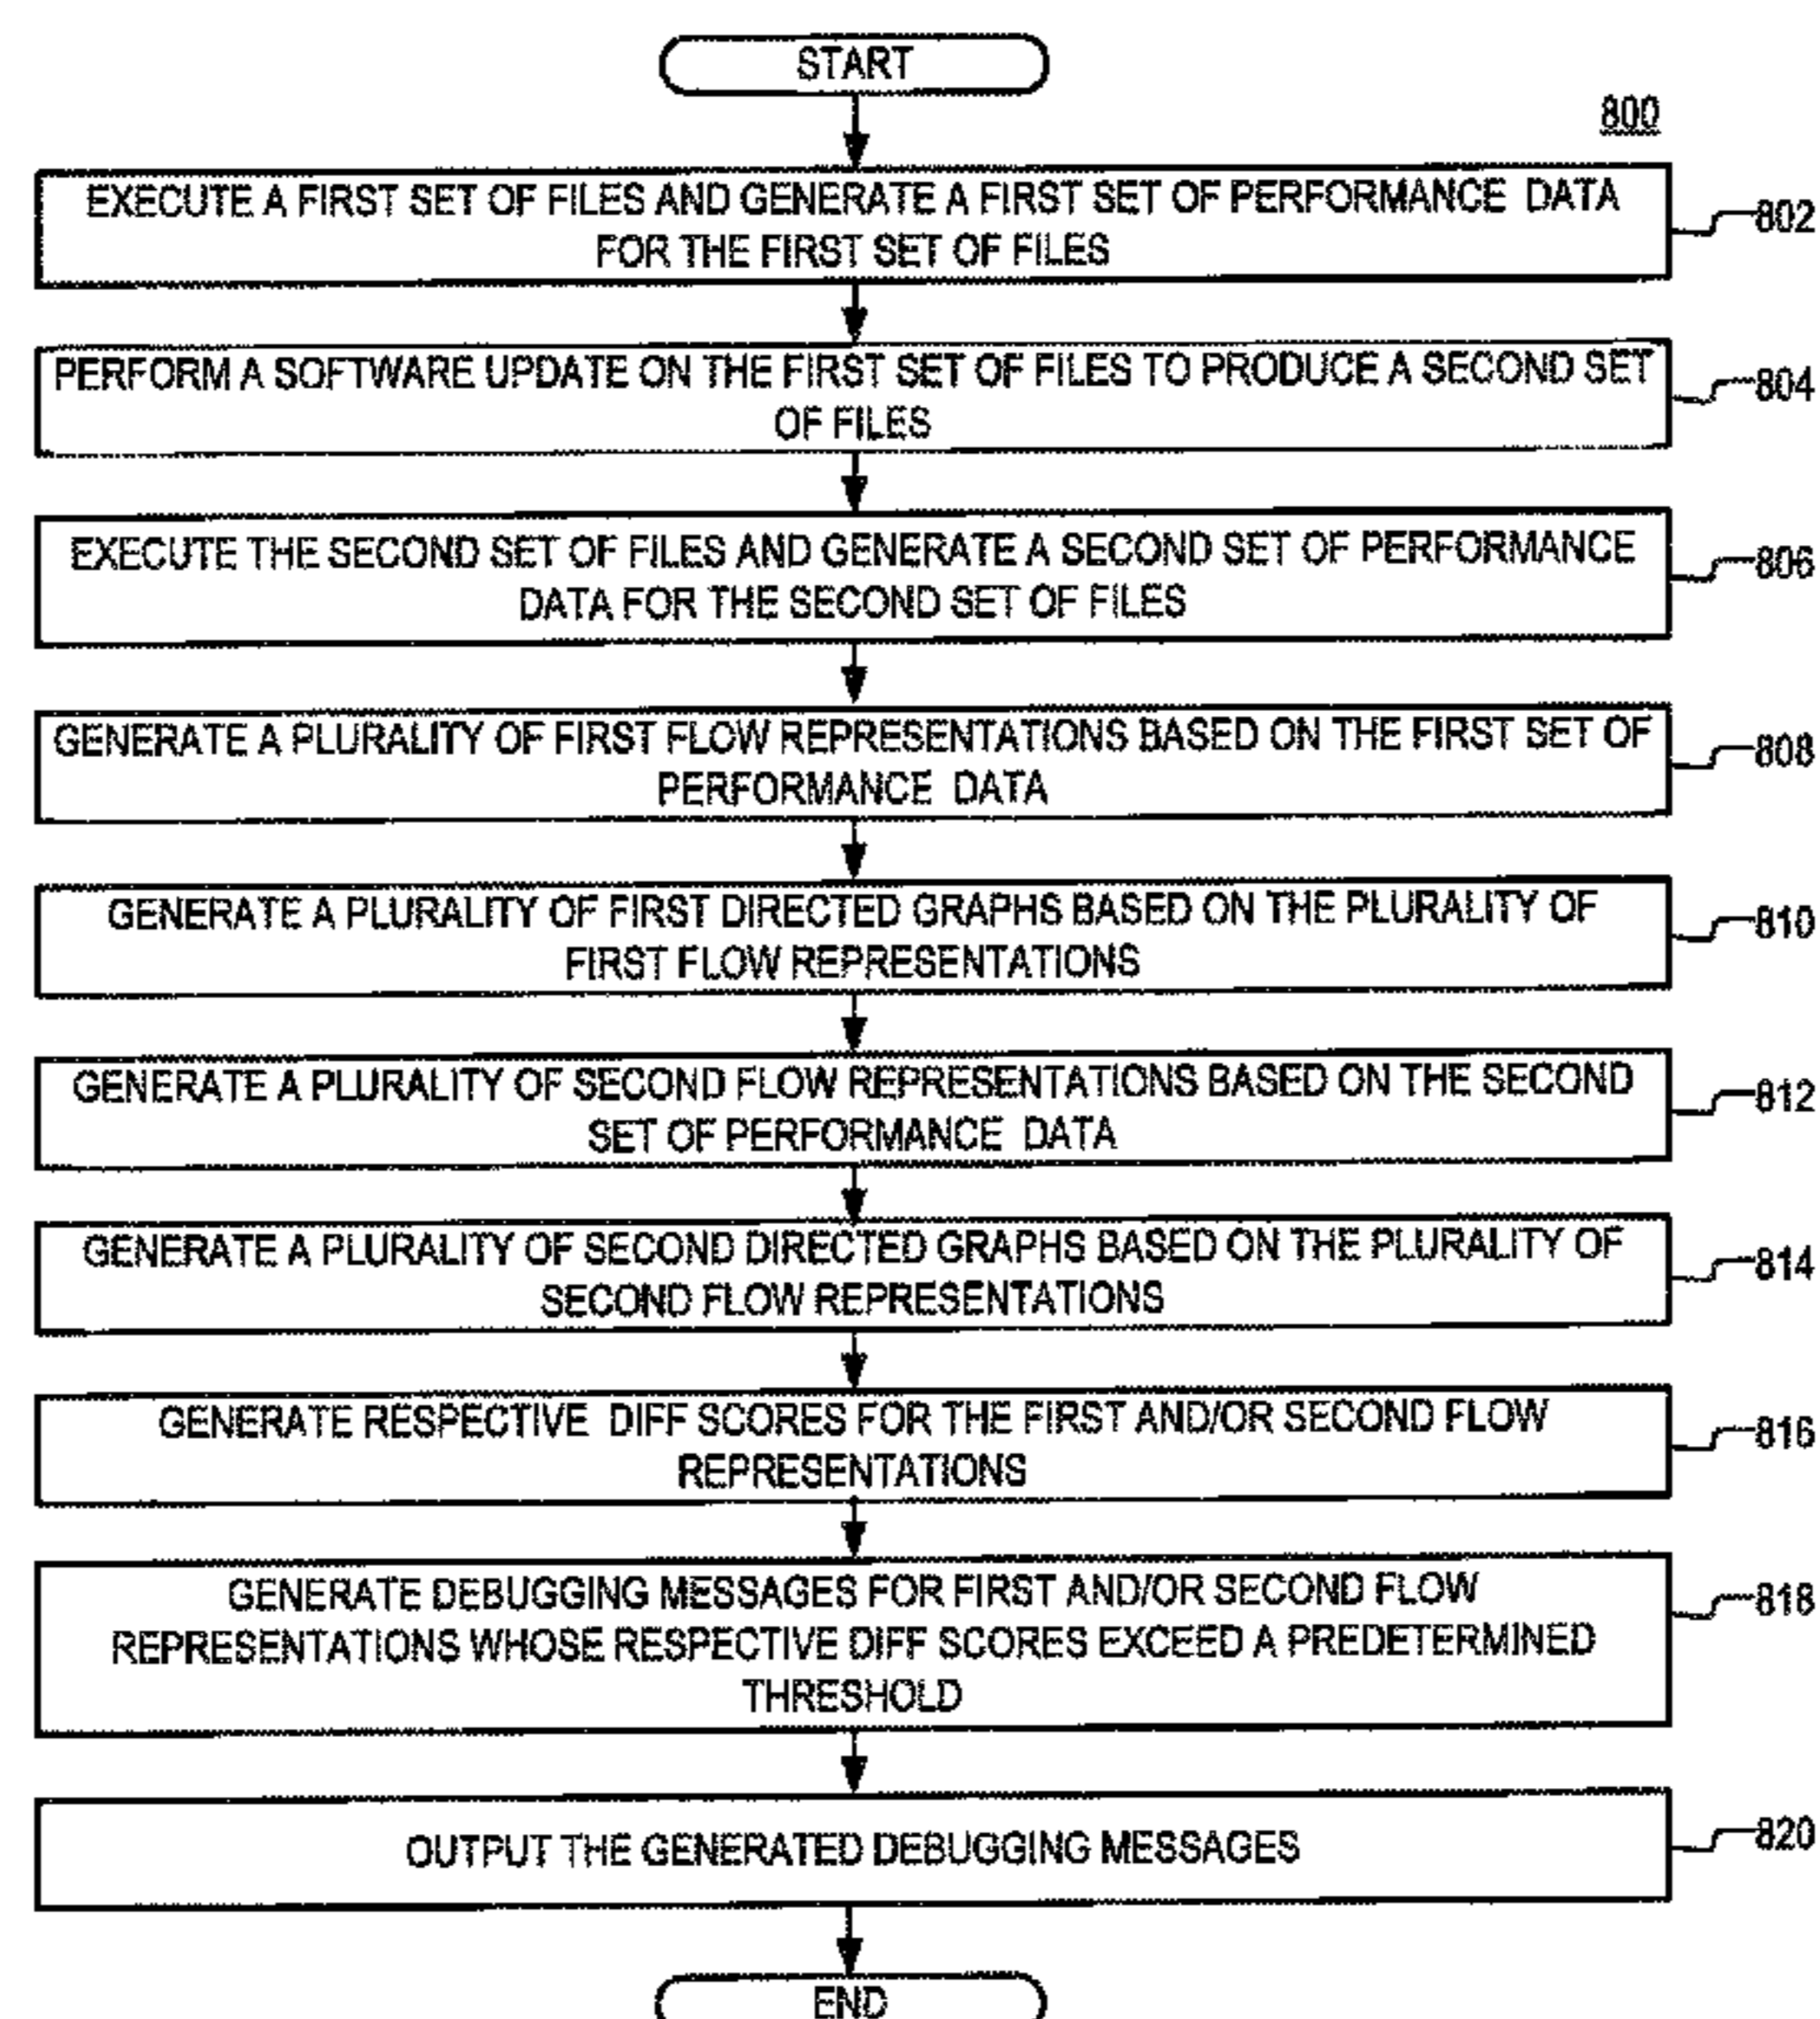 START
800
EXECUTE A FIRST SET OF FILES AND GENERATE A FIRST SET OF PERFORMANCE DATA
FOR THE FIRST SET OF FILES
802
PERFORM A SOFTWARE UPDATE ON THE FIRST SET OF FILES TO PRODUCE A SECOND SET
OF FILES
804
EXECUTE THE SECOND SET OF FILES AND GENERATE A SECOND SET OF PERFORMANCE
DATA FOR THE SECOND SET OF FILES
806
GENERATE A PLURALITY OF FIRST FLOW REPRESENTATIONS BASED ON THE FIRST SET OF
PERFORMANCE DATA
808
GENERATE A PLURALITY OF FIRST DIRECTED GRAPHS BASED ON THE PLURALITY OF
FIRST FLOW REPRESENTATIONS
810
GENERATE A PLURALITY OF SECOND FLOW REPRESENTATIONS BASED ON THE SECOND
SET OF PERFORMANCE DATA
812
GENERATE A PLURALITY OF SECOND DIRECTED GRAPHS BASED ON THE PLURALITY OF
SECOND FLOW REPRESENTATIONS
814
GENERATE RESPECTIVE DIFF SCORES FOR THE FIRST AND/OR SECOND FLOW
REPRESENTATIONS
816
GENERATE DEBUGGING MESSAGES FOR FIRST AND/OR SECOND FLOW
REPRESENTATIONS WHOSE RESPECTIVE DIFF SCORES EXCEED A PREDETERMINED
THRESHOLD
818
OUTPUT THE GENERATED DEBUGGING MESSAGES
820
END